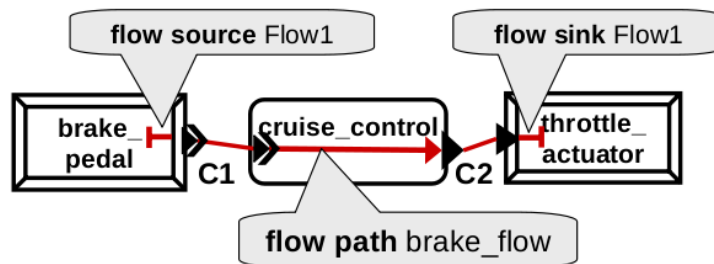 flow source Flow1
flow sink Flow1
brake_
pedal
cruise_control
throttle_
actuator
C1
C2
flow path brake_flow